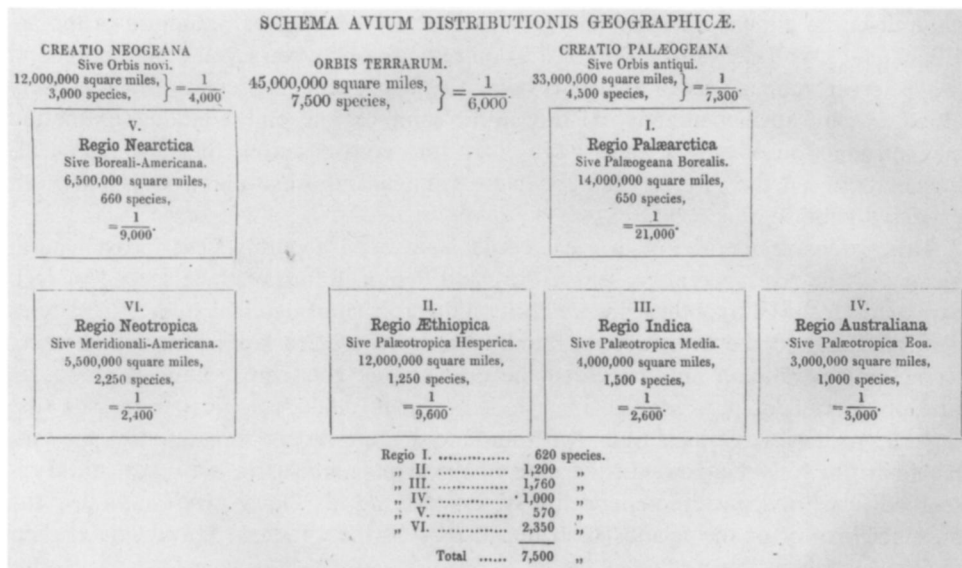 SCHEMA AVIUM DISTRIBUTIONIS GEOGRAPHICÆ.
CREATIO NEOGEANA
Sive Orbis novi.
12,000,000 square miles, } = 1
3,000 species, 4,000.
ORBIS TERRARUM.
45,000,000 square miles, } = 1
7,500 species, 6,000.
CREATIO PALÆOGEANA
Sive Orbis antiqui.
33,000,000 square miles, } = 1
4,500 species, 7,300.
V.
Regio Nearctica
Sive Boreali-Americana.
6,500,000 square miles,
660 species,
= 1
9,000.
I.
Regio Palæarctica
Sive Palæogeana Borealis.
14,000,000 square miles,
650 species,
= 1
21,000.
VI.
Regio Neotropica
Sive Meridionali-Americana.
5,500,000 square miles,
2,250 species,
= 1
2,400
II.
Regio Æthiopica
Sive Palæotropica Hesperica.
12,000,000 square miles,
1,250 species,
= 1
9,600
III.
Regio Indica
Sive Palæotropica Media.
4,000,000 square miles,
1,500 species,
= 1
2,600.
IV.
Regio Australiana
Sive Palæotropica Eoa.
3,000,000 square miles,
1,000 species,
= 1
3,000.
Regio I. .............. 620 species.
„ II. .............. 1,200 „
„ III. .............. 1,760 „
„ IV. .............. 1,000 „
„ V. .............. 570 „
„ VI. .............. 2,350 „
Total ...... 7,500 „